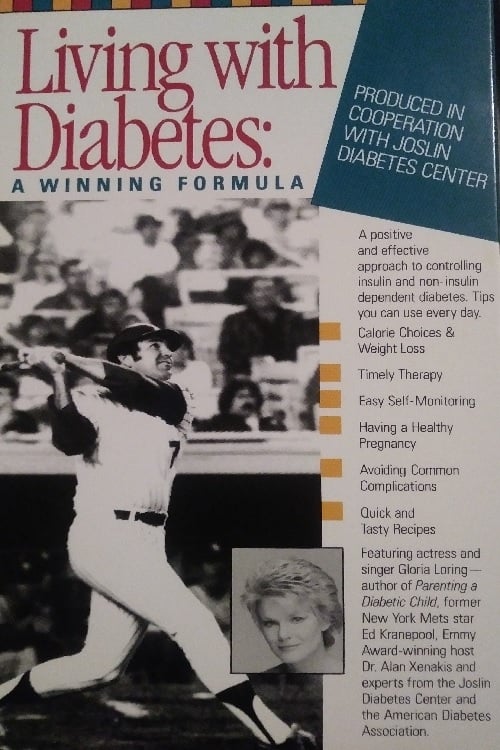 Living with
Diabetes:
A WINNING FORMULA
PRODUCED IN
COOPERATION
WITH JOSLIN
DIABETES CENTER
A positive
and effective
approach to controlling
insulin and non-insulin
dependent diabetes. Tips
you can use every day.
Calorie Choices &
Weight Loss
Timely Therapy
Easy Self-Monitoring
Having a Healthy
Pregnancy
Avoiding Common
Complications
Quick and
Tasty Recipes
Featuring actress and
singer Gloria Loring—
author of Parenting a
Diabetic Child, former
New York Mets star
Ed Kranepool, Emmy
Award-winning host
Dr. Alan Xenakis and
experts from the Joslin
Diabetes Center and
the American Diabetes
Association.
7